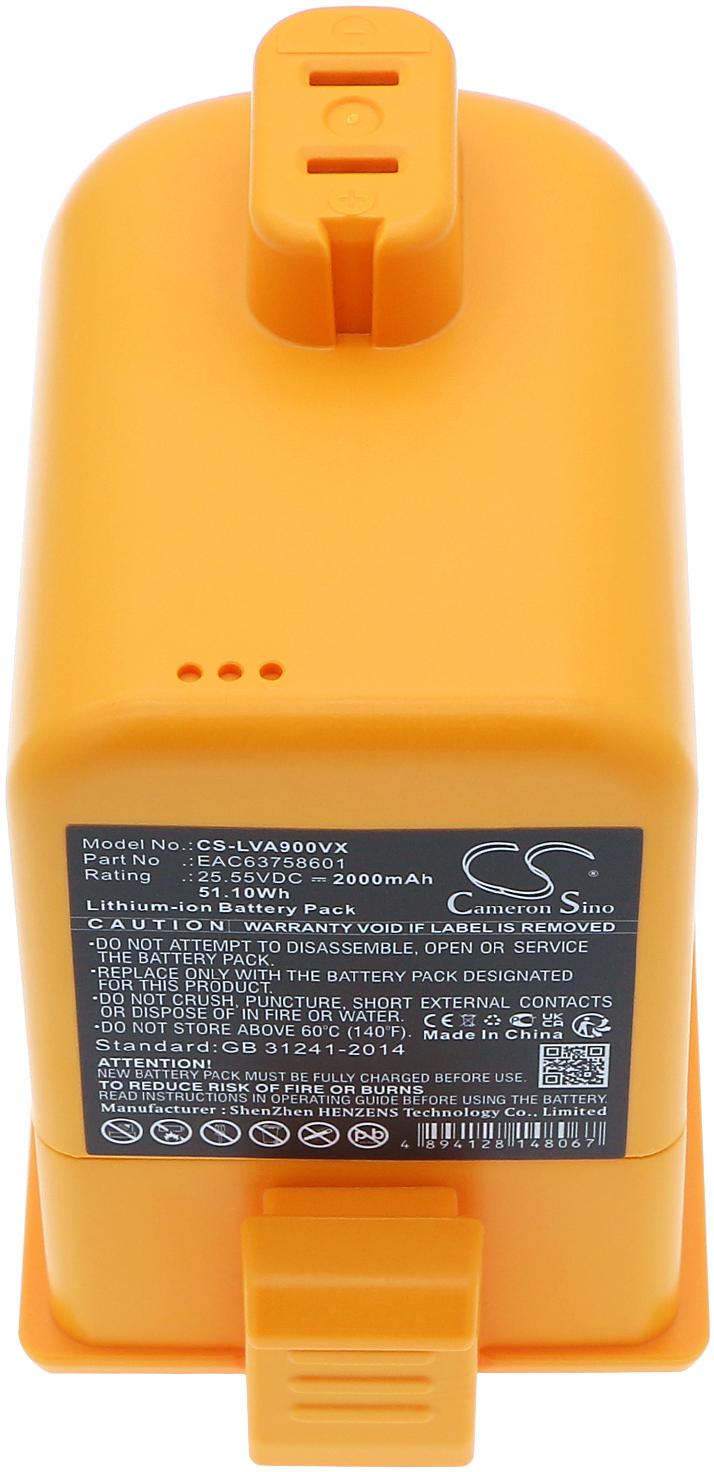 Model No.:CS-LVA900VX
Part No .:EAC63758601
Rating .:25.55VDC ⎓ 2000mAh
51.10Wh
Lithium-ion Battery Pack
CS®
Cameron Sino
CAUTION WARRANTY VOID IF LABEL IS REMOVED
•DO NOT ATTEMPT TO DISASSEMBLE, OPEN OR SERVICE
THE BATTERY PACK.
•REPLACE ONLY WITH THE BATTERY PACK DESIGNATED
FOR THIS PRODUCT.
•DO NOT CRUSH, PUNCTURE, SHORT EXTERNAL CONTACTS
OR DISPOSE OF IN FIRE OR WATER.
•DO NOT STORE ABOVE 60°C (140°F).
CE UKCA
Made In China
Standard:GB 31241-2014
ATTENTION!
NEW BATTERY PACK MUST BE FULLY CHARGED BEFORE USE.
TO REDUCE RISK OF FIRE OR BURNS
READ INSTRUCTIONS IN OPERATING MANUAL BEFORE USING BATTERY.
Manufacturer : ShenZhen HENZENS Technology Co., Limited
Pb
4 894128 148067